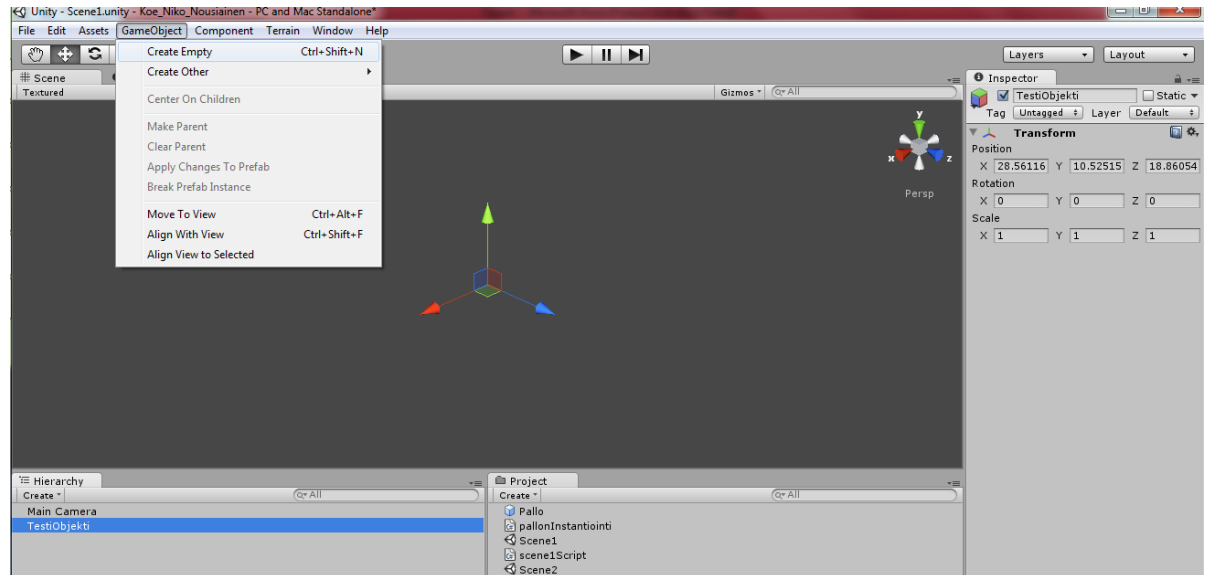 Unity - Scene1.unity - Koe_Niko_Nousiainen - PC and Mac Standalone*
File Edit Assets GameObject Component Terrain Window Help
Create Empty Ctrl+Shift+N
Create Other
Center On Children
Make Parent
Clear Parent
Apply Changes To Prefab
Break Prefab Instance
Move To View Ctrl+Alt+F
Align With View Ctrl+Shift+F
Align View to Selected
Layers Layout
# Scene
Textured Gizmos All
y
x z
Persp
Inspector
TestiObjekti Static
Tag Untagged Layer Default
Transform
Position
X 28.56116 Y 10.52515 Z 18.86054
Rotation
X 0 Y 0 Z 0
Scale
X 1 Y 1 Z 1
Hierarchy
Create All
Main Camera
TestiObjekti
Project
Create All
Pallo
pallonInstantiointi
Scene1
scene1Script
Scene2